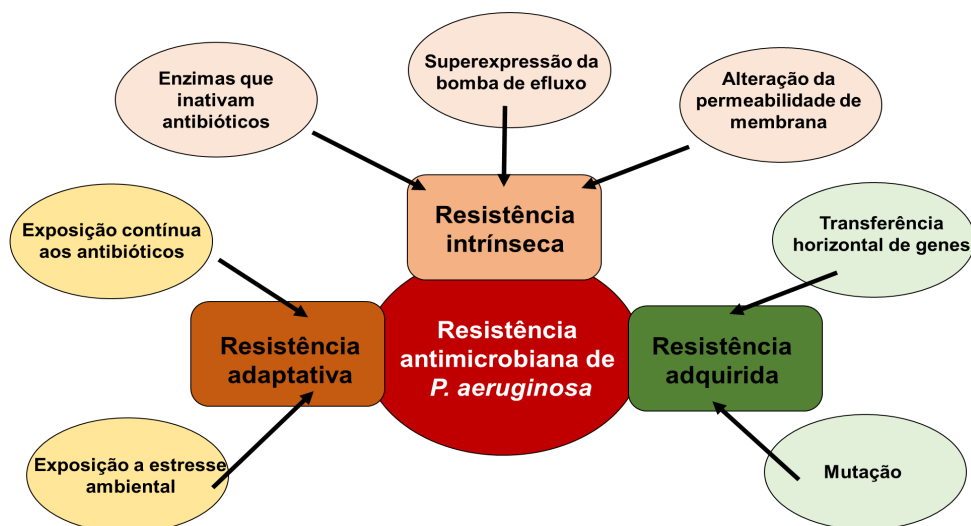 Enzimas que
inativam
antibióticos
Superexpressão da
bomba de efluxo
Alteração da
permeabilidade de
membrana
Exposição contínua
aos antibióticos
Resistência
intrínseca
Transferência
horizontal de genes
Resistência
adaptativa
Resistência
antimicrobiana de
P. aeruginosa
Resistência
adquirida
Exposição a estresse
ambiental
Mutação